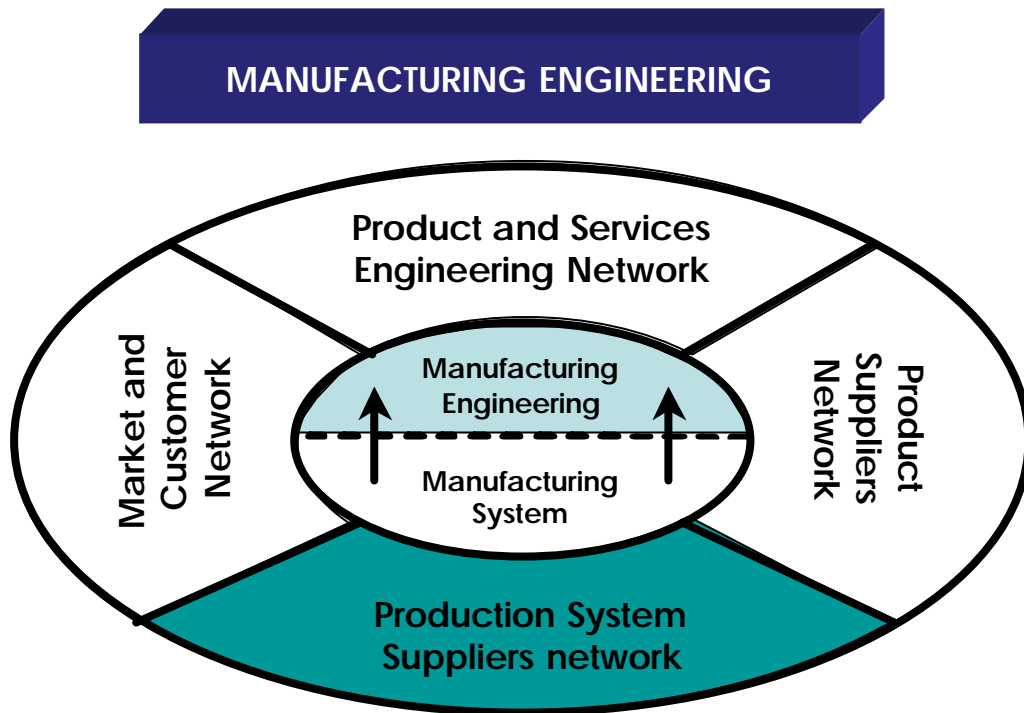 MANUFACTURING ENGINEERING
Product and Services
Engineering Network
Market and
Customer
Network
Manufacturing
Engineering
Manufacturing
System
Product
Suppliers
Network
Production System
Suppliers network